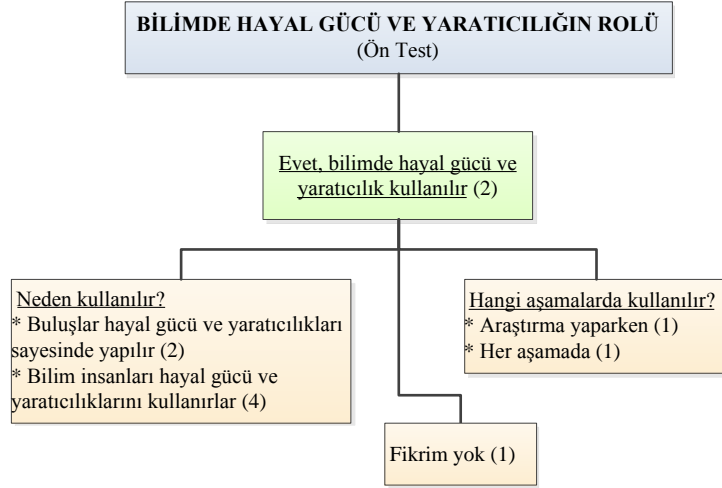 BİLİMDE HAYAL GÜCÜ VE YARATICILIĞIN ROLÜ
(Ön Test)
Evet, bilimde hayal gücü ve
yaratıcılık kullanılır (2)
Neden kullanılır?
* Buluşlar hayal gücü ve yaratıcılıkları
sayesinde yapılır (2)
* Bilim insanları hayal gücü ve
yaratıcılıklarını kullanırlar (4)
Hangi aşamalarda kullanılır?
* Araştırma yaparken (1)
* Her aşamada (1)
Fikrim yok (1)